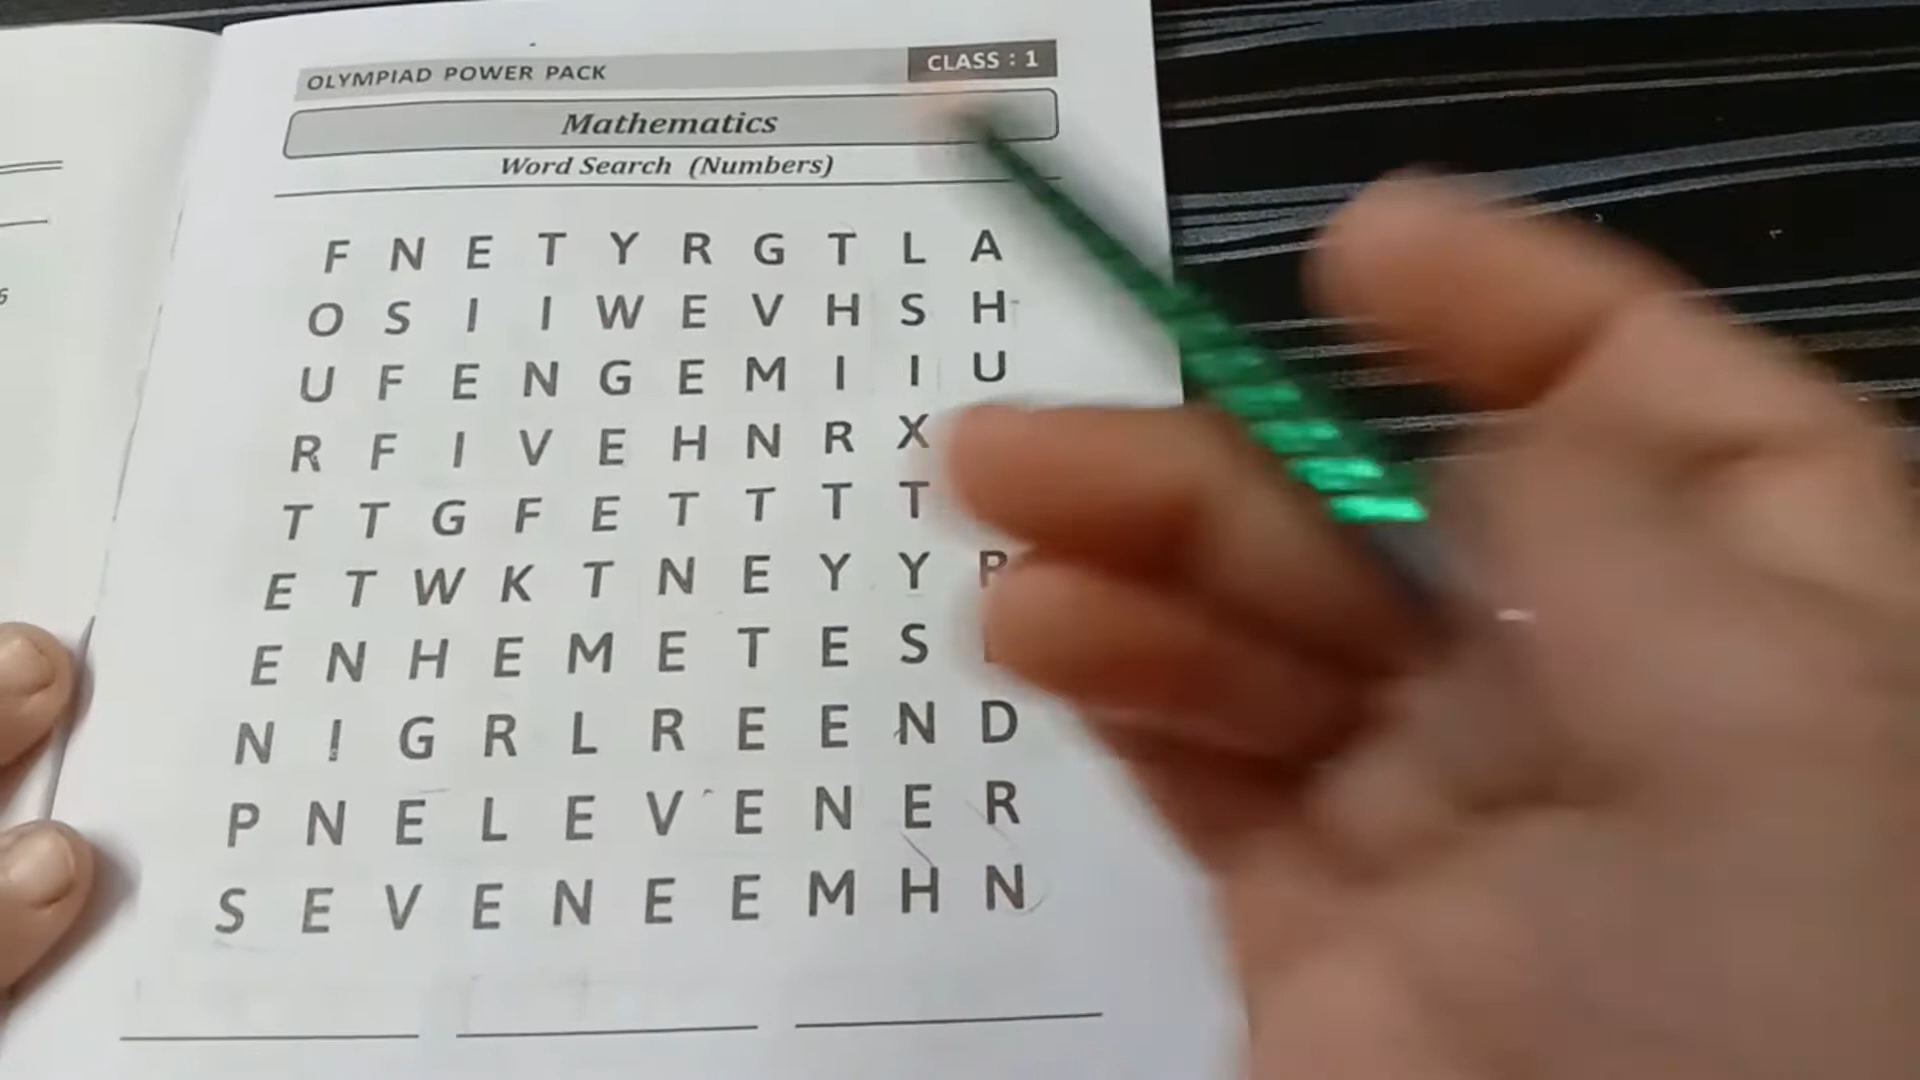 OLYMPIAD POWER PACK CLASS : 1
Mathematics
Word Search (Numbers)
F N E T Y R G T L A
O S I I W E V H S H
U F E N G E M I I U
R F I V E H N R X
T T G F E T T T T
E T W K T N E Y Y
E N H E M E T E S
N I G R L R E E N D
P N E L E V E N E R
S E V E N E E M H N